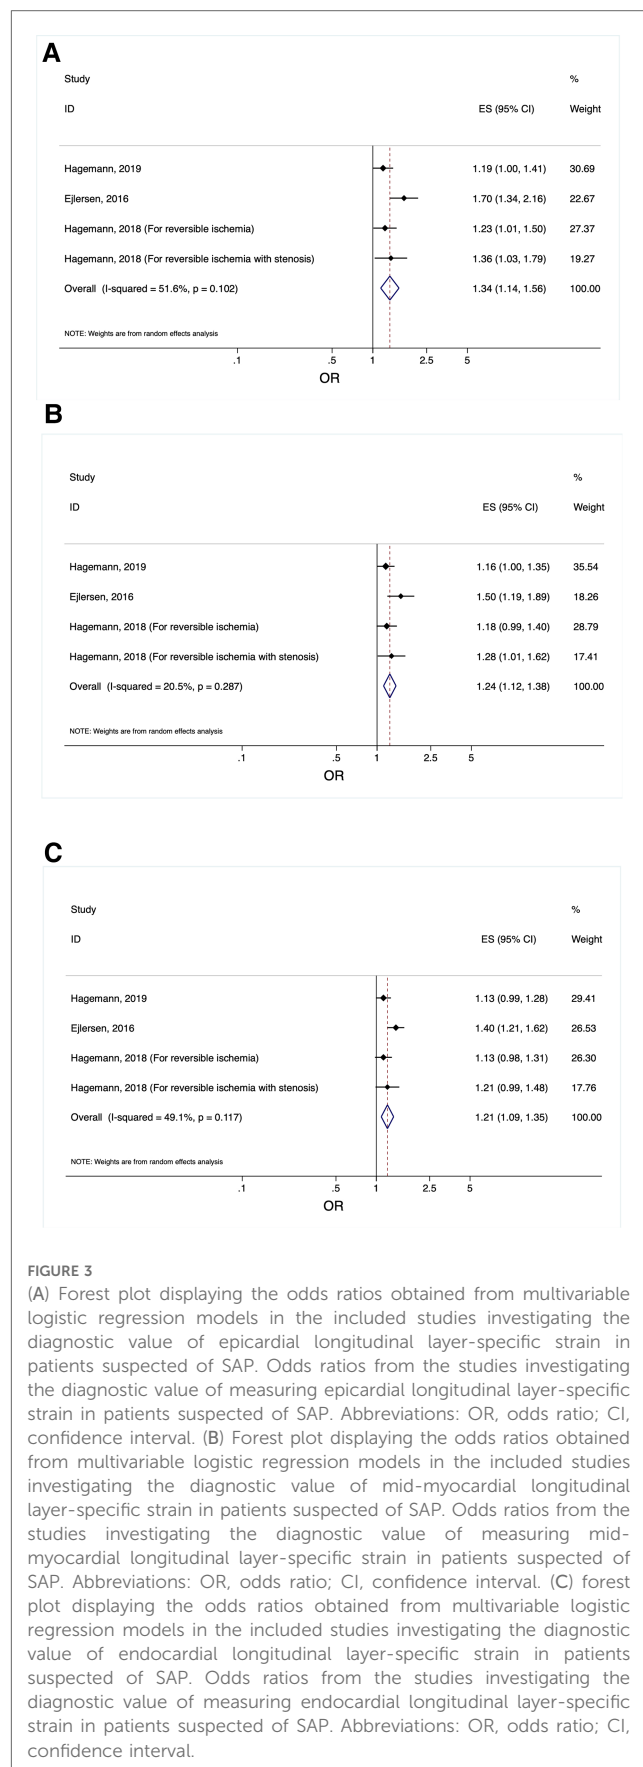 A
Study %
ID ES (95% CI) Weight
Hagemann, 2019 1.19 (1.00, 1.41) 30.69
Ejlersen, 2016 1.70 (1.34, 2.16) 22.67
Hagemann, 2018 (For reversible ischemia) 1.23 (1.01, 1.50) 27.37
Hagemann, 2018 (For reversible ischemia with stenosis) 1.36 (1.03, 1.79) 19.27
Overall (I-squared = 51.6%, p = 0.102) 1.34 (1.14, 1.56) 100.00
NOTE: Weights are from random effects analysis
.1 .5 1 2.5 5
OR
B
Study %
ID ES (95% CI) Weight
Hagemann, 2019 1.16 (1.00, 1.35) 35.54
Ejlersen, 2016 1.50 (1.19, 1.89) 18.26
Hagemann, 2018 (For reversible ischemia) 1.18 (0.99, 1.40) 28.79
Hagemann, 2018 (For reversible ischemia with stenosis) 1.28 (1.01, 1.62) 17.41
Overall (I-squared = 20.5%, p = 0.287) 1.24 (1.12, 1.38) 100.00
NOTE: Weights are from random effects analysis
.1 .5 1 2.5 5
OR
C
Study %
ID ES (95% CI) Weight
Hagemann, 2019 1.13 (0.99, 1.28) 29.41
Ejlersen, 2016 1.40 (1.21, 1.62) 26.53
Hagemann, 2018 (For reversible ischemia) 1.13 (0.98, 1.31) 26.30
Hagemann, 2018 (For reversible ischemia with stenosis) 1.21 (0.99, 1.48) 17.76
Overall (I-squared = 49.1%, p = 0.117) 1.21 (1.09, 1.35) 100.00
NOTE: Weights are from random effects analysis
.1 .5 1 2.5 5
OR
FIGURE 3
(A) Forest plot displaying the odds ratios obtained from multivariable
logistic regression models in the included studies investigating the
diagnostic value of epicardial longitudinal layer-specific strain in
patients suspected of SAP. Odds ratios from the studies investigating
the diagnostic value of measuring epicardial longitudinal layer-specific
strain in patients suspected of SAP. Abbreviations: OR, odds ratio; CI,
confidence interval. (B) Forest plot displaying the odds ratios obtained
from multivariable logistic regression models in the included studies
investigating the diagnostic value of mid-myocardial longitudinal
layer-specific strain in patients suspected of SAP. Odds ratios from the
studies investigating the diagnostic value of measuring mid-
myocardial longitudinal layer-specific strain in patients suspected of
SAP. Abbreviations: OR, odds ratio; CI, confidence interval. (C) forest
plot displaying the odds ratios obtained from multivariable logistic
regression models in the included studies investigating the diagnostic
value of endocardial longitudinal layer-specific strain in patients
suspected of SAP. Odds ratios from the studies investigating the
diagnostic value of measuring endocardial longitudinal layer-specific
strain in patients suspected of SAP. Abbreviations: OR, odds ratio; CI,
confidence interval.